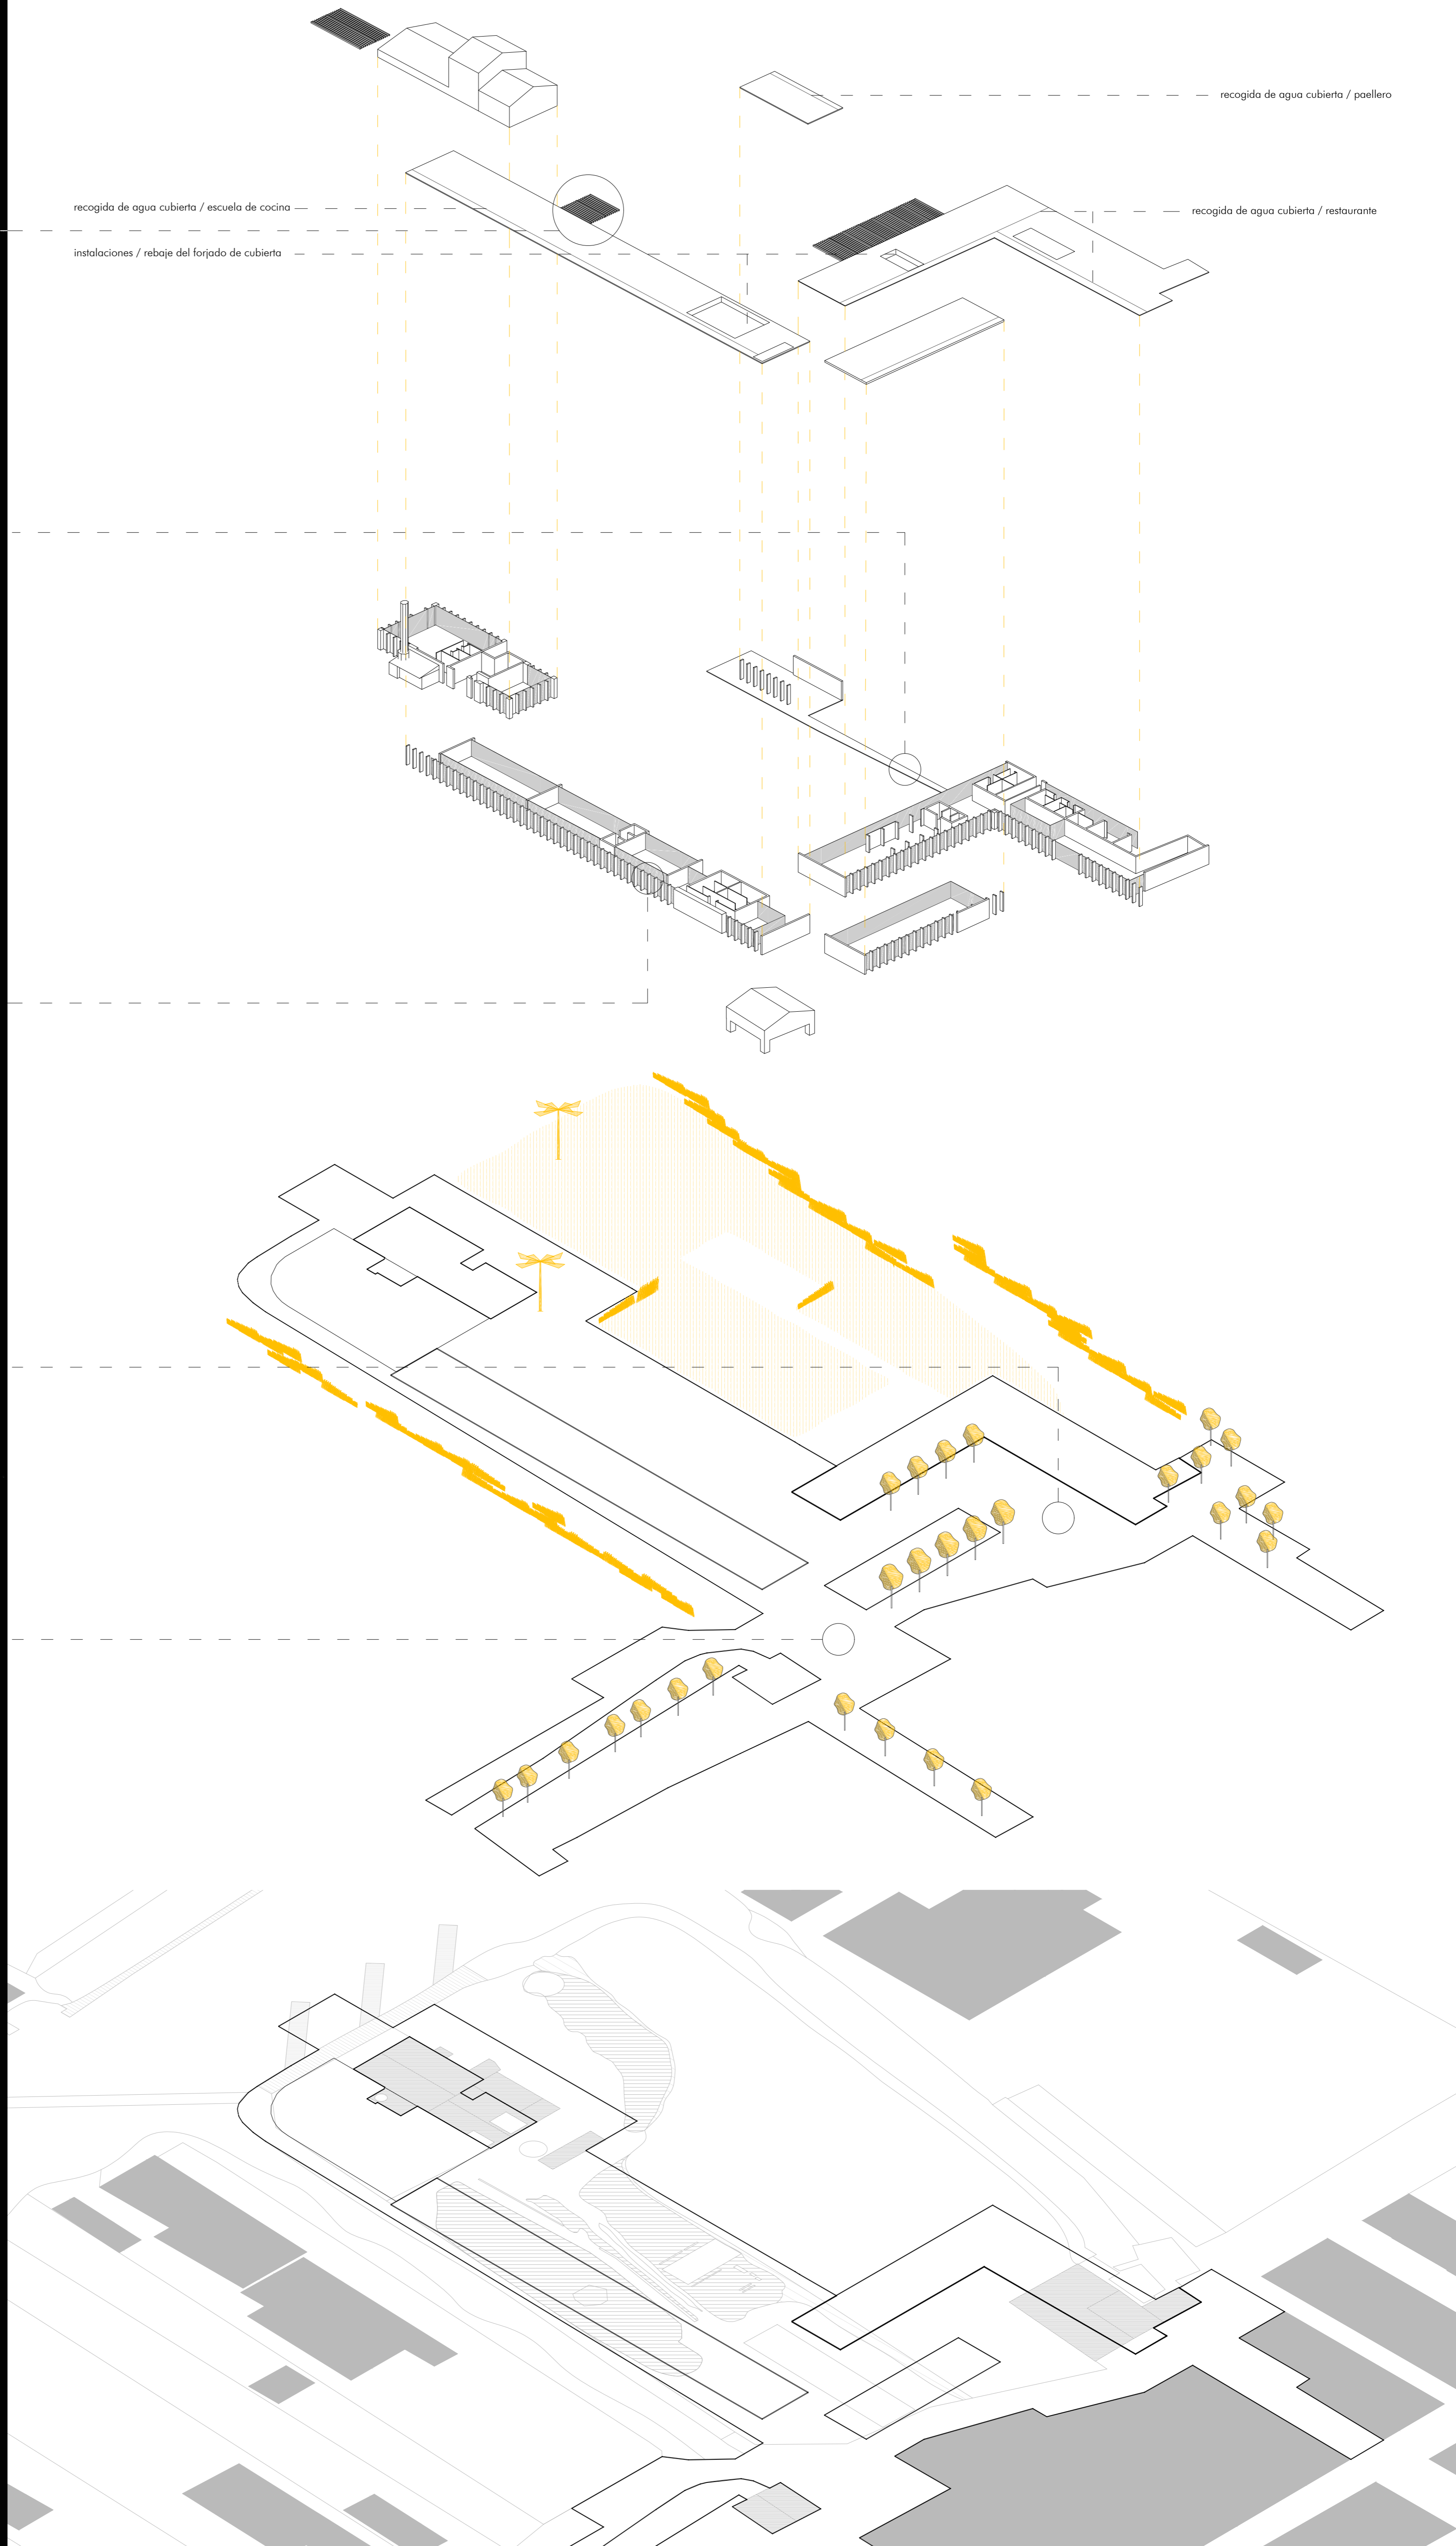 recogida de agua cubierta / paellero
recogida de agua cubierta / escuela de cocina
recogida de agua cubierta / restaurante
instalaciones / rebaje del forjado de cubierta